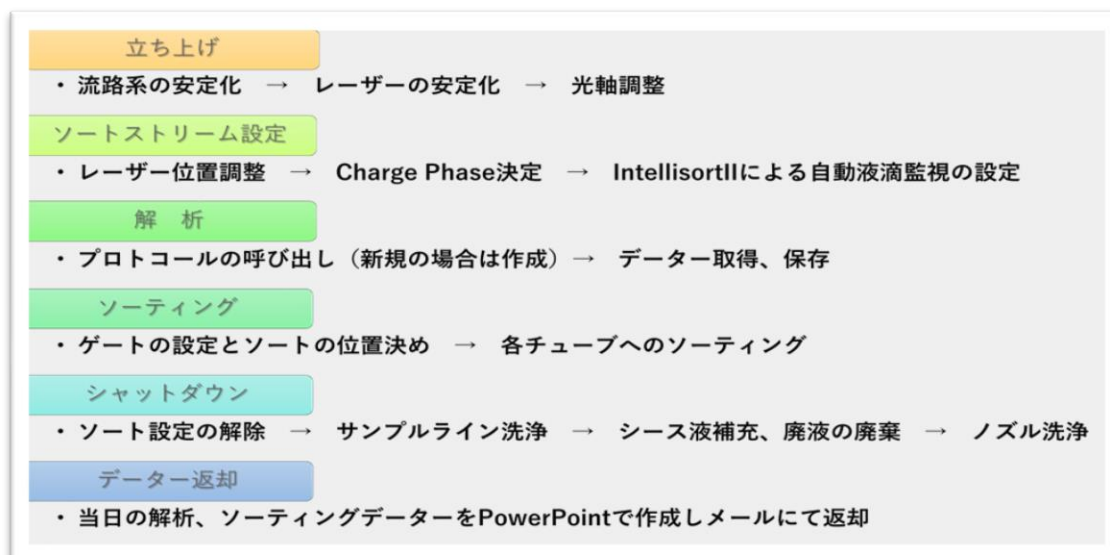 立ち上げ
・流路系の安定化　→　レーザーの安定化　→　光軸調整
ソートストリーム設定
・レーザー位置調整　→　Charge Phase決定　→　IntellisortIIによる自動液滴監視の設定
解　析
・プロトコールの呼び出し（新規の場合は作成）→　データー取得、保存
ソーティング
・ゲートの設定とソートの位置決め　→　各チューブへのソーティング
シャットダウン
・ソート設定の解除　→　サンプルライン洗浄　→　シース液補充、廃液の廃棄　→　ノズル洗浄
データー返却
・当日の解析、ソーティングデーターをPowerPointで作成しメールにて返却